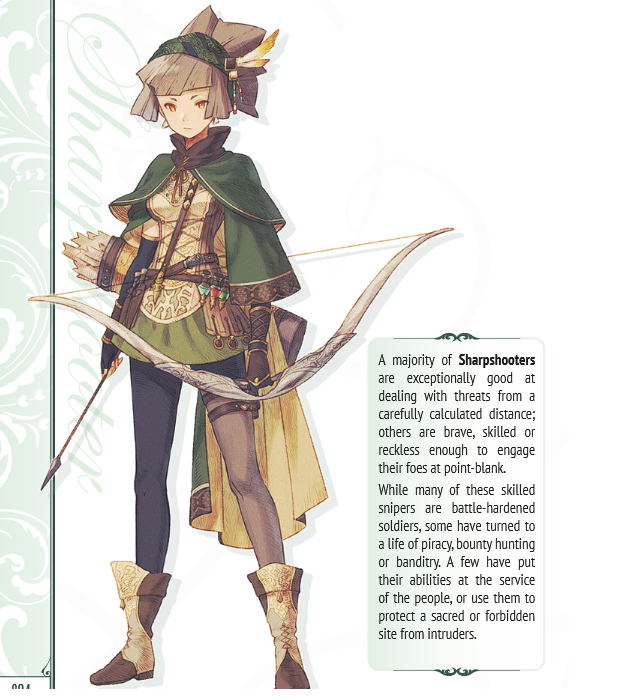 Sharpshooter
A majority of Sharpshooters
are exceptionally good at
dealing with threats from a
carefully calculated distance;
others are brave, skilled or
reckless enough to engage
their foes at point-blank.
While many of these skilled
snipers are battle-hardened
soldiers, some have turned to
a life of piracy, bounty hunting
or banditry. A few have put
their abilities at the service
of the people, or use them to
protect a sacred or forbidden
site from intruders.